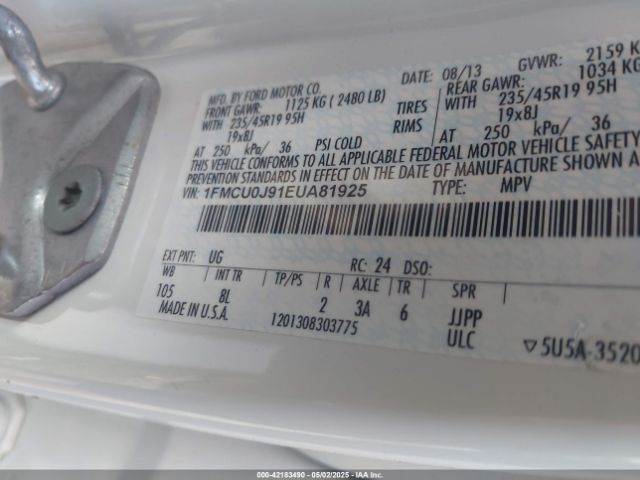 MFD. BY FORD MOTOR CO. DATE: 08/13 GVWR: 2159 K
FRONT GAWR: 1125 KG ( 2480 LB) REAR GAWR: 1034 KG
WITH 235/45R19 95H TIRES WITH 235/45R19 95H
19x8J RIMS 19x8J
AT 250 kPa/ 36 PSI COLD AT 250 kPa/ 36
THIS VEHICLE CONFORMS TO ALL APPLICABLE FEDERAL MOTOR VEHICLE SAFETY
PREVENTION STANDARDS IN EFFECT ON THE DATE OF MANUFACTURE SHOWN A
VIN: 1FMCU0J91EUA81925 TYPE: MPV
EXT PNT: UG RC: 24 DSO:
WB INT TR TP/PS R AXLE TR SPR
105 8L 2 3A 6 JJPP
MADE IN U.S.A. 1201308303775 ULC ▽5U5A-3520
000-42183490 - 05/02/2025 - IAAI, Inc.